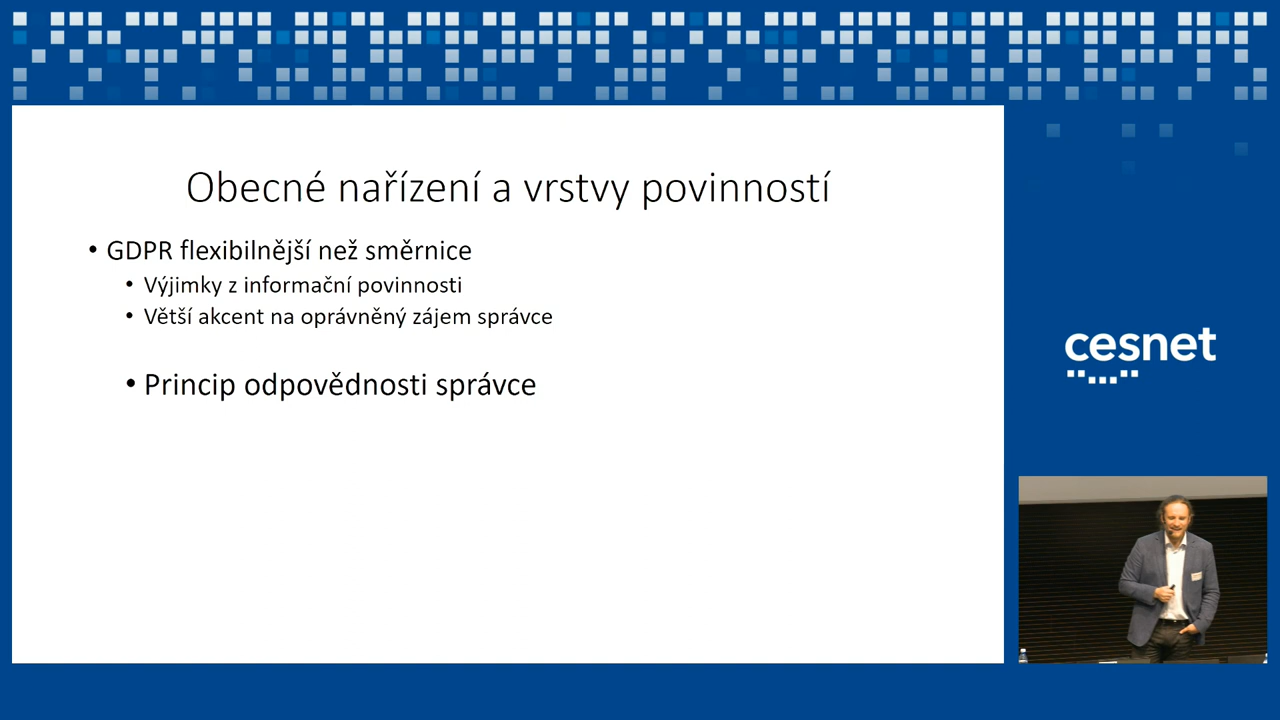 Obecné nařízení a vrstvy povinností
• GDPR flexibilnější než směrnice
• Výjimky z informační povinnosti
• Větší akcent na oprávněný zájem správce
• Princip odpovědnosti správce
cesnet